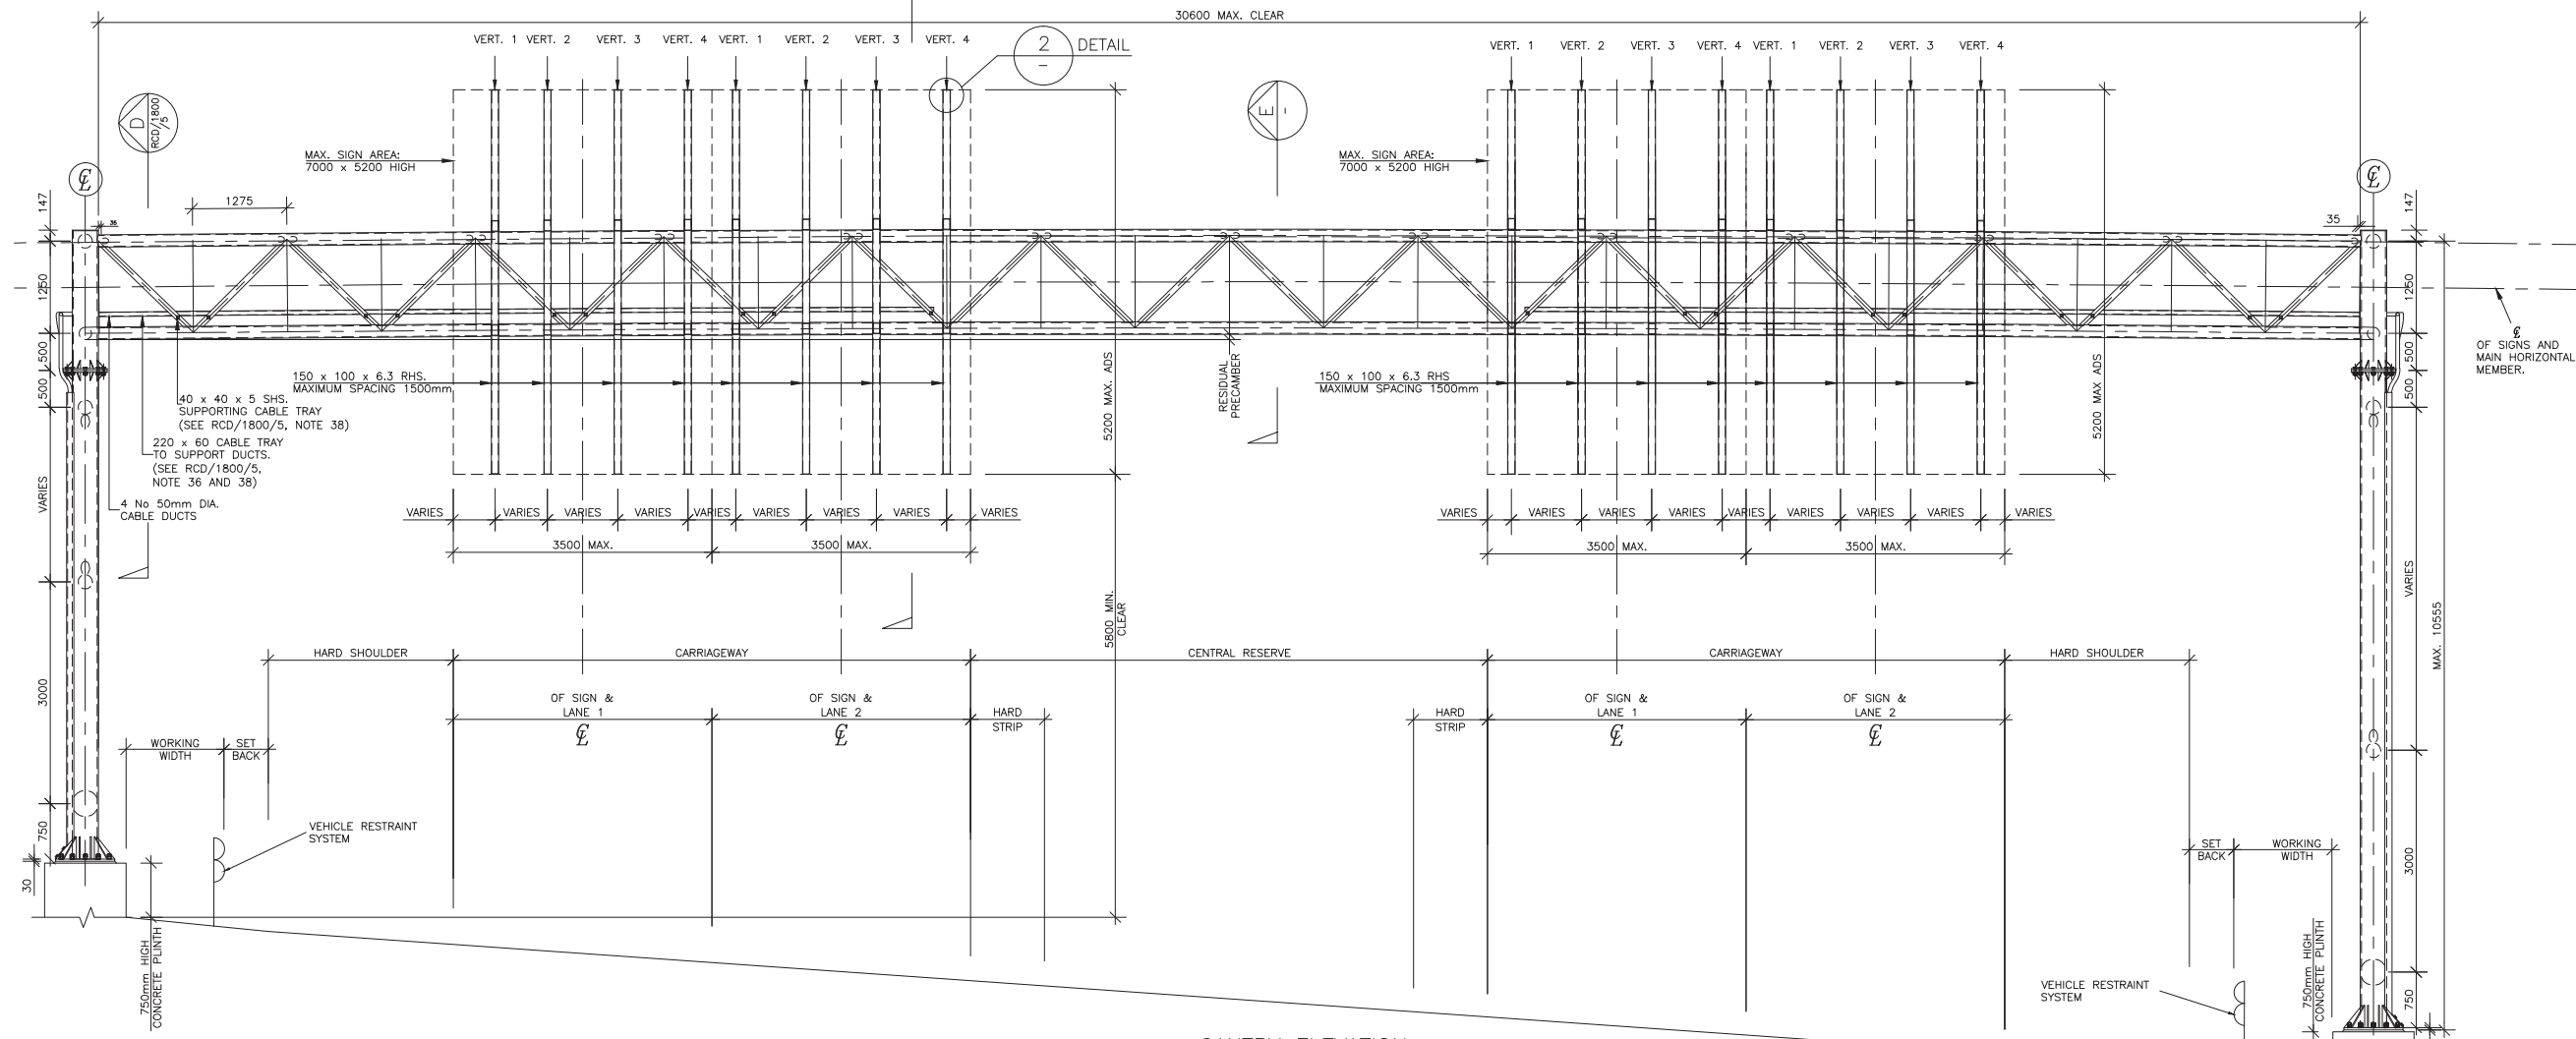 30600 MAX. CLEAR
VERT. 1 VERT. 2 VERT. 3 VERT. 4 VERT. 1 VERT. 2 VERT. 3 VERT. 4
2
-
DETAIL
VERT. 1 VERT. 2 VERT. 3 VERT. 4 VERT. 1 VERT. 2 VERT. 3 VERT. 4
D
RCD/1800
/5
E
-
MAX. SIGN AREA:
7000 x 5200 HIGH
MAX. SIGN AREA:
7000 x 5200 HIGH
℄
℄
147
1275
35
35
147
1250
1250
℄
OF SIGNS AND
MAIN HORIZONTAL
MEMBER.
500
500
500
500
150 x 100 x 6.3 RHS.
MAXIMUM SPACING 1500mm
150 x 100 x 6.3 RHS
MAXIMUM SPACING 1500mm
RESIDUAL
PRECAMBER
5200 MAX. ADS
5200 MAX ADS
40 x 40 x 5 SHS.
SUPPORTING CABLE TRAY
(SEE RCD/1800/5, NOTE 38)
220 x 60 CABLE TRAY
TO SUPPORT DUCTS.
(SEE RCD/1800/5,
NOTE 36 AND 38)
4 No 50mm DIA.
CABLE DUCTS
VARIES
VARIES VARIES VARIES VARIES VARIES VARIES VARIES VARIES VARIES
VARIES VARIES VARIES VARIES VARIES VARIES VARIES VARIES VARIES
3500 MAX. 3500 MAX.
3500 MAX. 3500 MAX.
VARIES
5800 MIN.
CLEAR
MAX. 10555
HARD SHOULDER CARRIAGEWAY CENTRAL RESERVE CARRIAGEWAY HARD SHOULDER
3000
OF SIGN &
LANE 1
℄
OF SIGN &
LANE 2
℄
HARD
STRIP
HARD
STRIP
OF SIGN &
LANE 1
℄
OF SIGN &
LANE 2
℄
WORKING
WIDTH
SET
BACK
VEHICLE RESTRAINT
SYSTEM
750
30
750mm HIGH
CONCRETE PLINTH
SET
BACK
WORKING
WIDTH
3000
VEHICLE RESTRAINT
SYSTEM
750mm HIGH
CONCRETE PLINTH
750